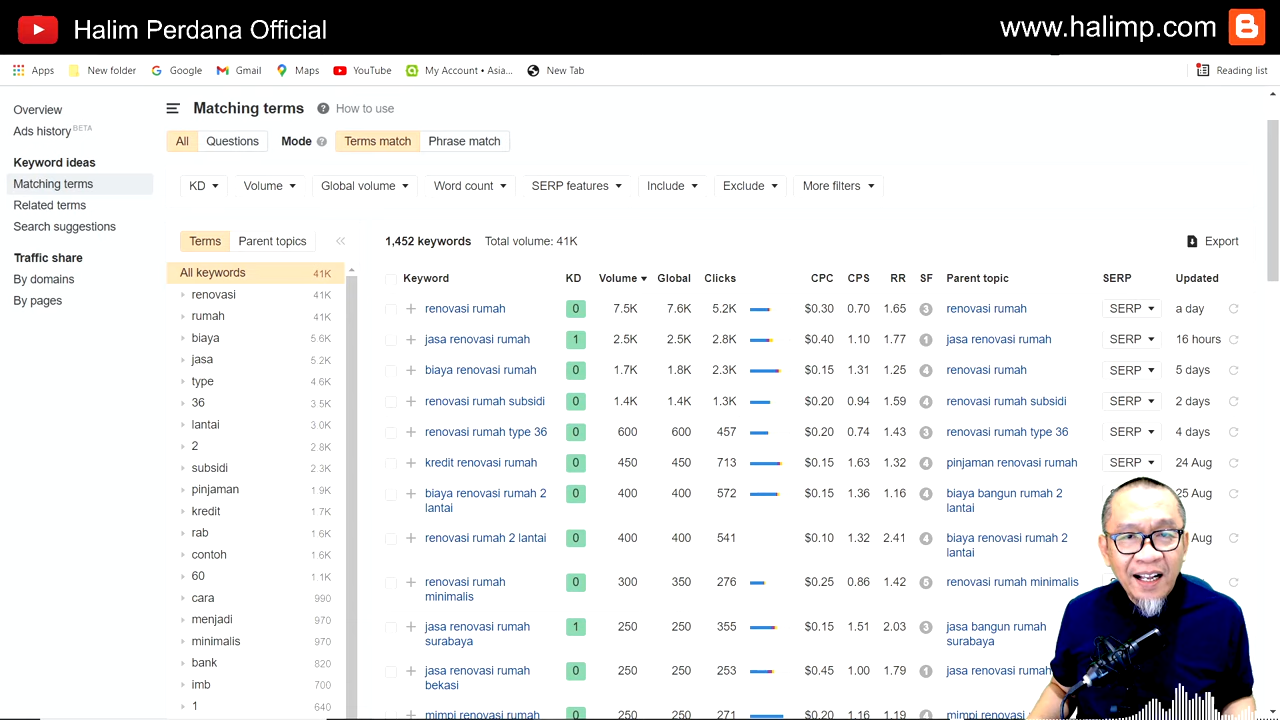 Halim Perdana Official
www.halimp.com
Apps New folder Google Gmail Maps YouTube My Account • Asia... New Tab Reading list
Overview
Ads history BETA
Keyword ideas
Matching terms
Related terms
Search suggestions
Traffic share
By domains
By pages
Matching terms ? How to use
All Questions Mode ? Terms match Phrase match
KD Volume Global volume Word count SERP features Include Exclude More filters
Terms Parent topics
All keywords 41K
renovasi 41K
rumah 41K
biaya 5.6K
jasa 5.2K
type 4.6K
36 3.5K
lantai 3.0K
2 2.8K
subsidi 2.3K
pinjaman 1.9K
kredit 1.7K
rab 1.6K
contoh 1.6K
60 1.1K
cara 990
menjadi 970
minimalis 970
bank 820
imb 700
1 640
1,452 keywords Total volume: 41K Export
Keyword KD Volume Global Clicks CPC CPS RR SF Parent topic SERP Updated
renovasi rumah 0 7.5K 7.6K 5.2K $0.30 0.70 1.65 3 renovasi rumah SERP a day
jasa renovasi rumah 1 2.5K 2.5K 2.8K $0.40 1.10 1.77 1 jasa renovasi rumah SERP 16 hours
biaya renovasi rumah 0 1.7K 1.8K 2.3K $0.15 1.31 1.25 4 renovasi rumah SERP 5 days
renovasi rumah subsidi 0 1.4K 1.4K 1.3K $0.20 0.94 1.59 4 renovasi rumah subsidi SERP 2 days
renovasi rumah type 36 0 600 600 457 $0.20 0.74 1.43 3 renovasi rumah type 36 SERP 4 days
kredit renovasi rumah 0 450 450 713 $0.15 1.63 1.32 4 pinjaman renovasi rumah SERP 24 Aug
biaya renovasi rumah 2 0 400 400 572 $0.15 1.36 1.16 4 biaya bangun rumah 2 25 Aug
lantai lantai
renovasi rumah 2 lantai 0 400 400 541 $0.10 1.32 2.41 4 biaya renovasi rumah 2 Aug
lantai
renovasi rumah 0 300 350 276 $0.25 0.86 1.42 5 renovasi rumah minimalis
minimalis
jasa renovasi rumah 1 250 250 355 $0.15 1.51 2.03 3 jasa bangun rumah
surabaya surabaya
jasa renovasi rumah 0 250 250 253 $0.45 1.00 1.79 1 jasa renovasi rumah
bekasi
mimpi renovasi rumah 0 250 250 271 $0.20 1.16 1.19 4 mimpi renovasi